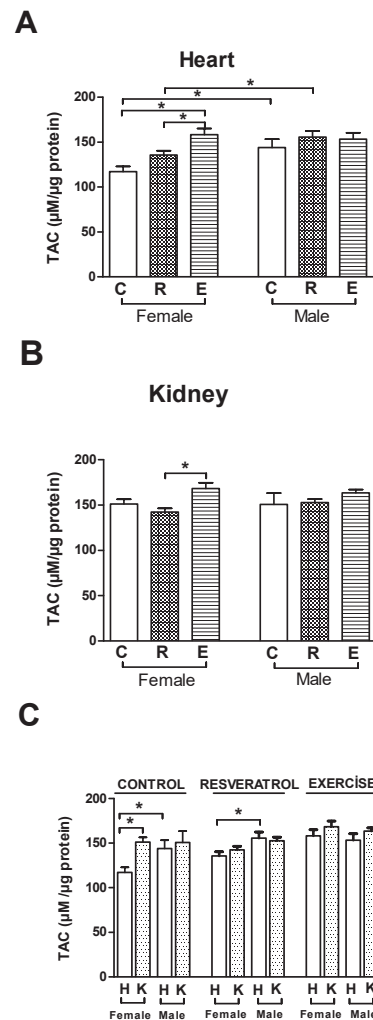 A
Heart
*
*
*
*
TAC (µM/µg protein)
200
150
100
50
0
C R E C R E
Female Male
B
Kidney
*
TAC (µM/µg protein)
200
150
100
50
0
C R E C R E
Female Male
C
CONTROL RESVERATROL EXERCİSE
*
*
*
TAC (µM /µg protein)
200
150
100
50
0
H K H K H K H K H K H K
Female Male Female Male Female Male